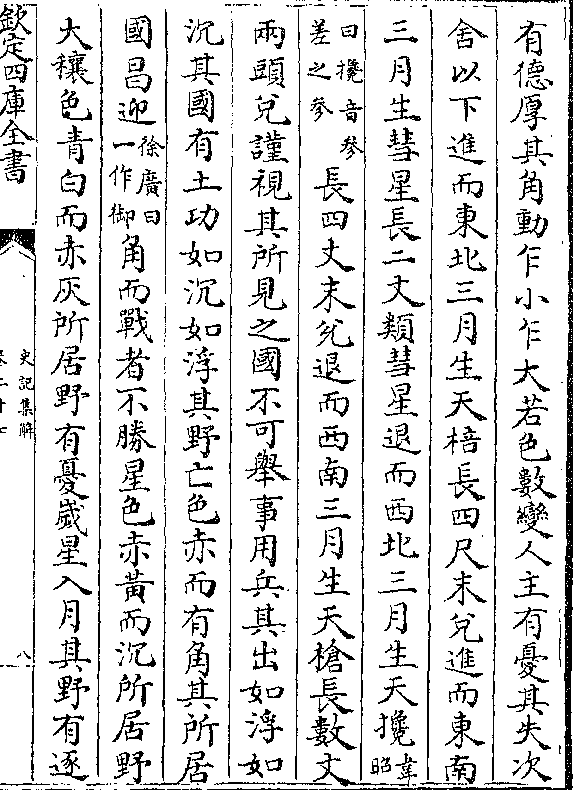 有德厚其角動乍小乍大若色數變人主有憂其失次
舍以下進而東北三月生天棓長四尺末兊進而東南
三月生彗星長二丈類彗星退而西北三月生天攙韋昭
曰攙音參
差之參長四丈末兊退而西南三月生天槍長數丈
兩頭兊謹視其所見之國不可舉事用兵其出如浮如
沉其國有土功如沉如浮其野亡色赤而有角其所居
國昌迎徐廣曰
一作御角而戰者不勝星色赤黃而沉所居野
大穰色青白而赤灰所居野有憂歲星入月其野有逐
欽定四庫全書
史記集解
卷二十七
八